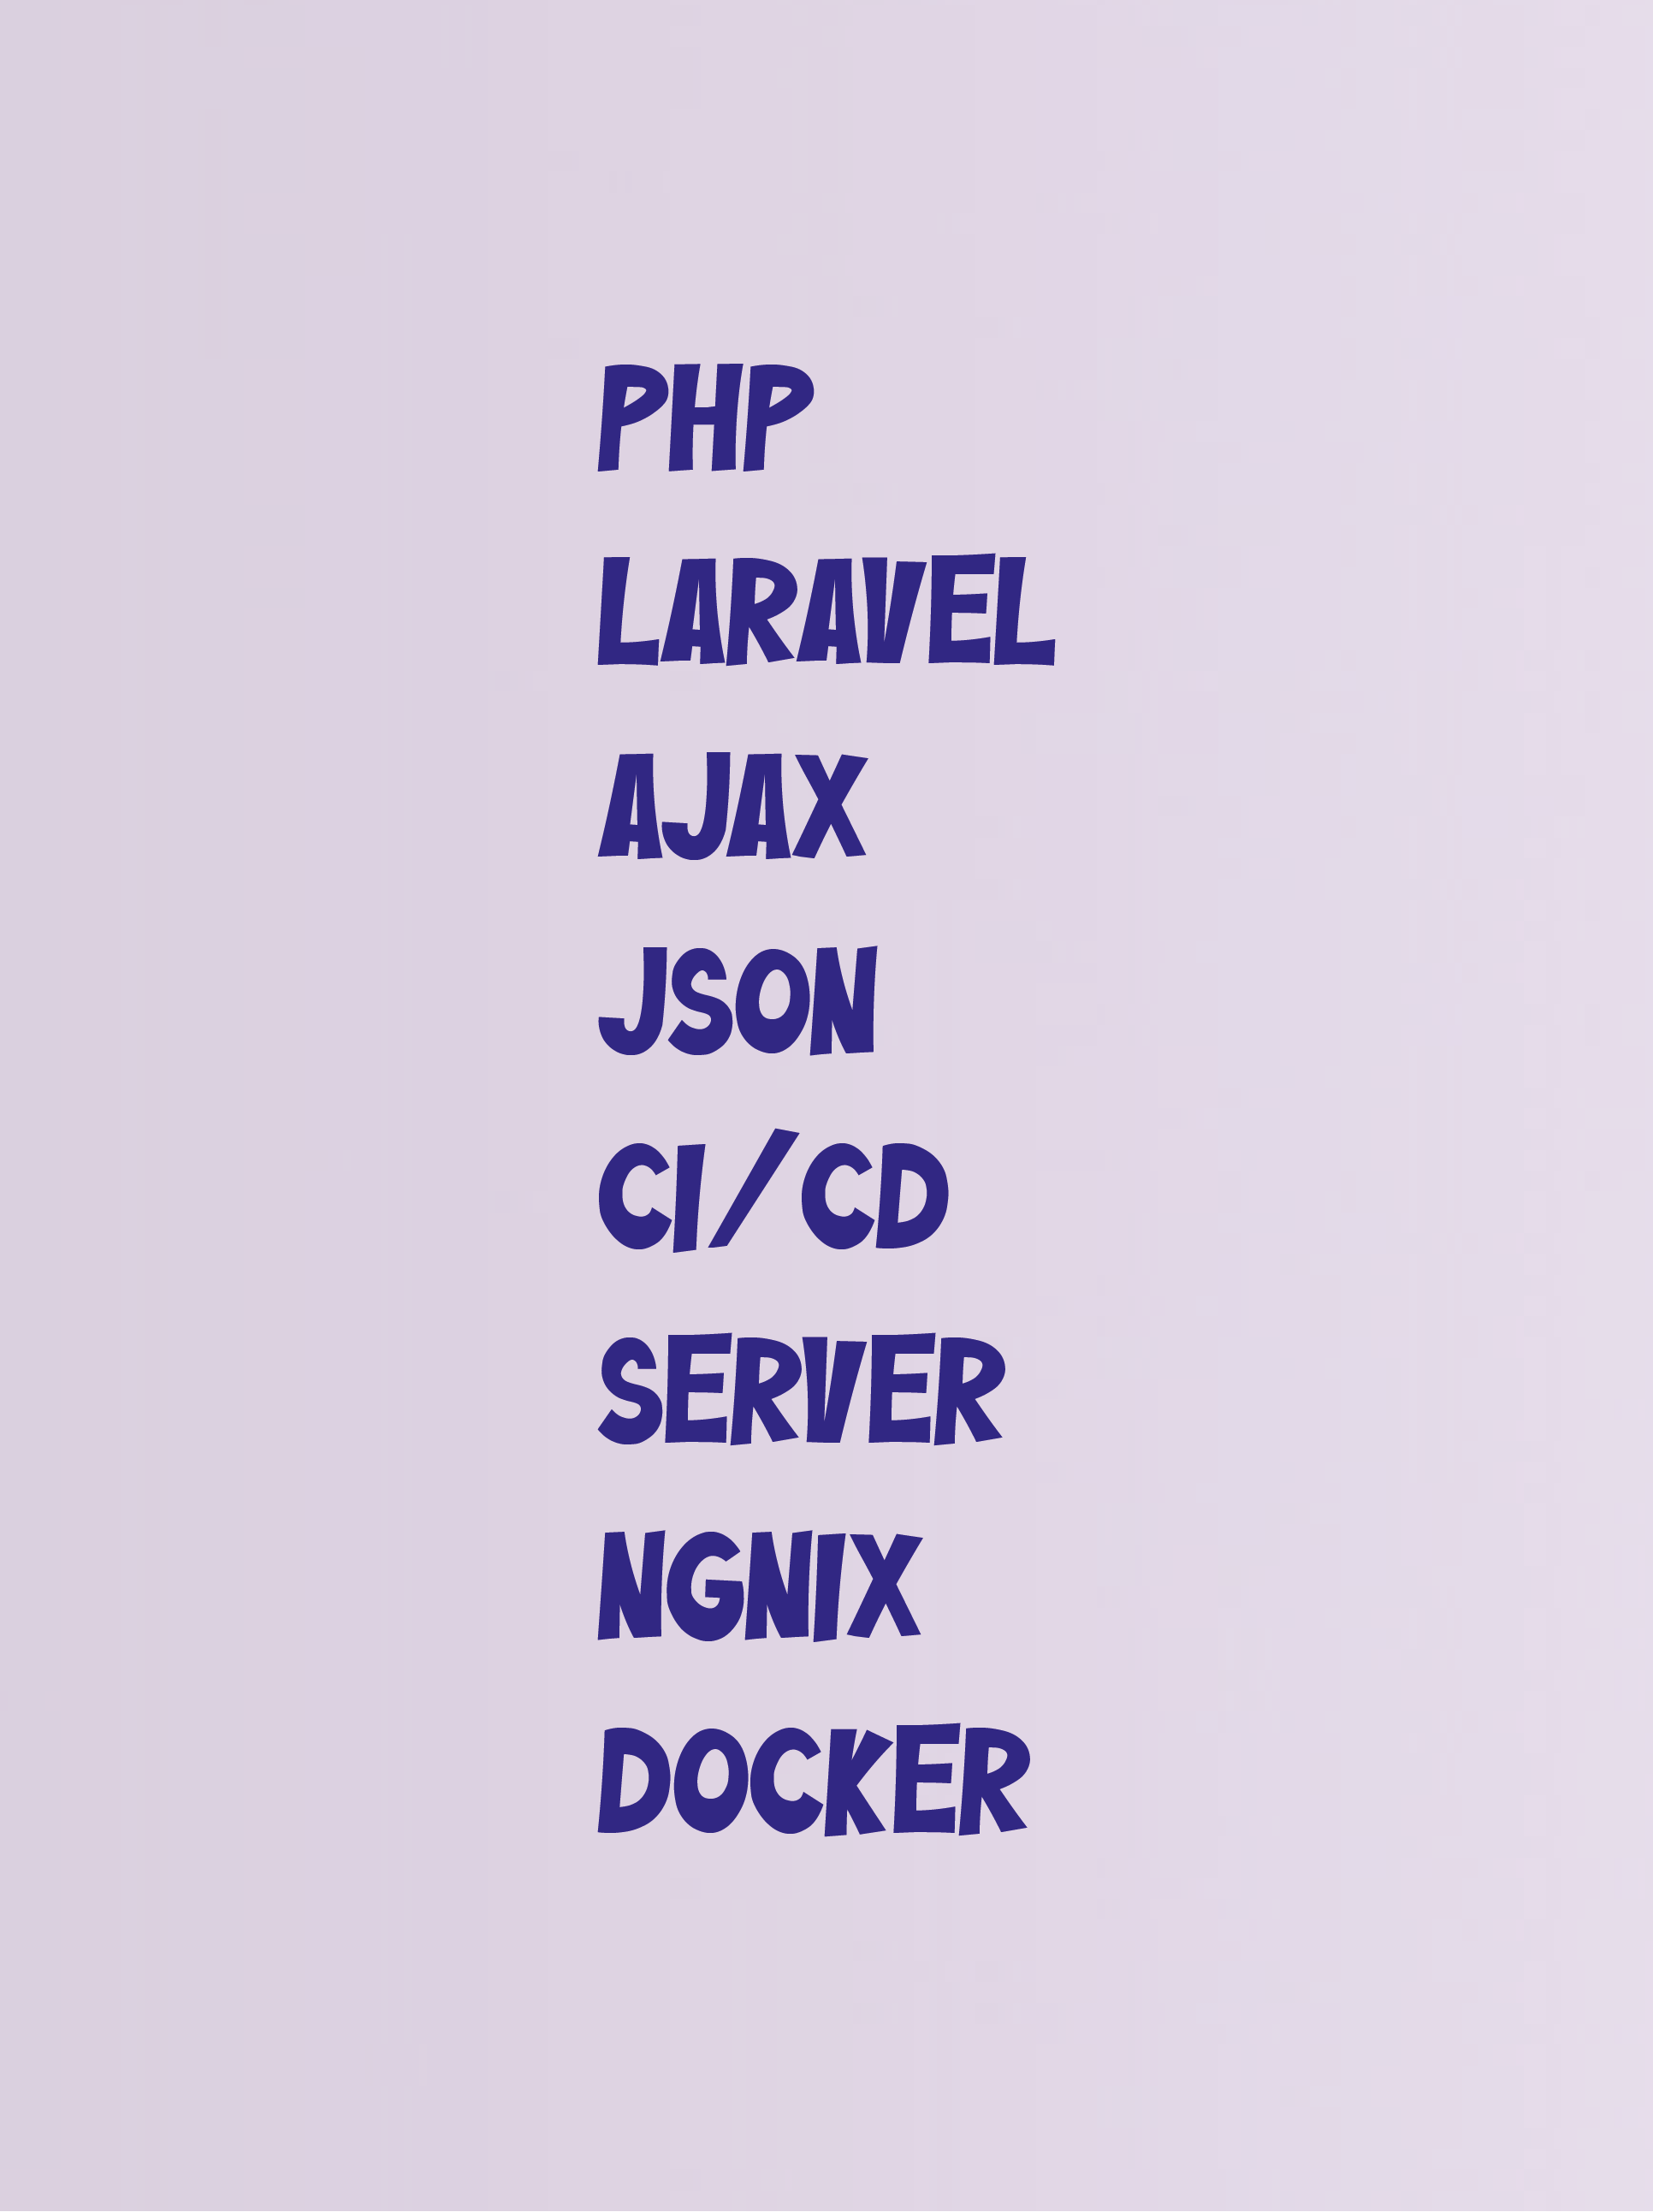 PHP
LARAVEL
AJAX
JSON
CI/CD
SERVER
NGNIX
DOCKER